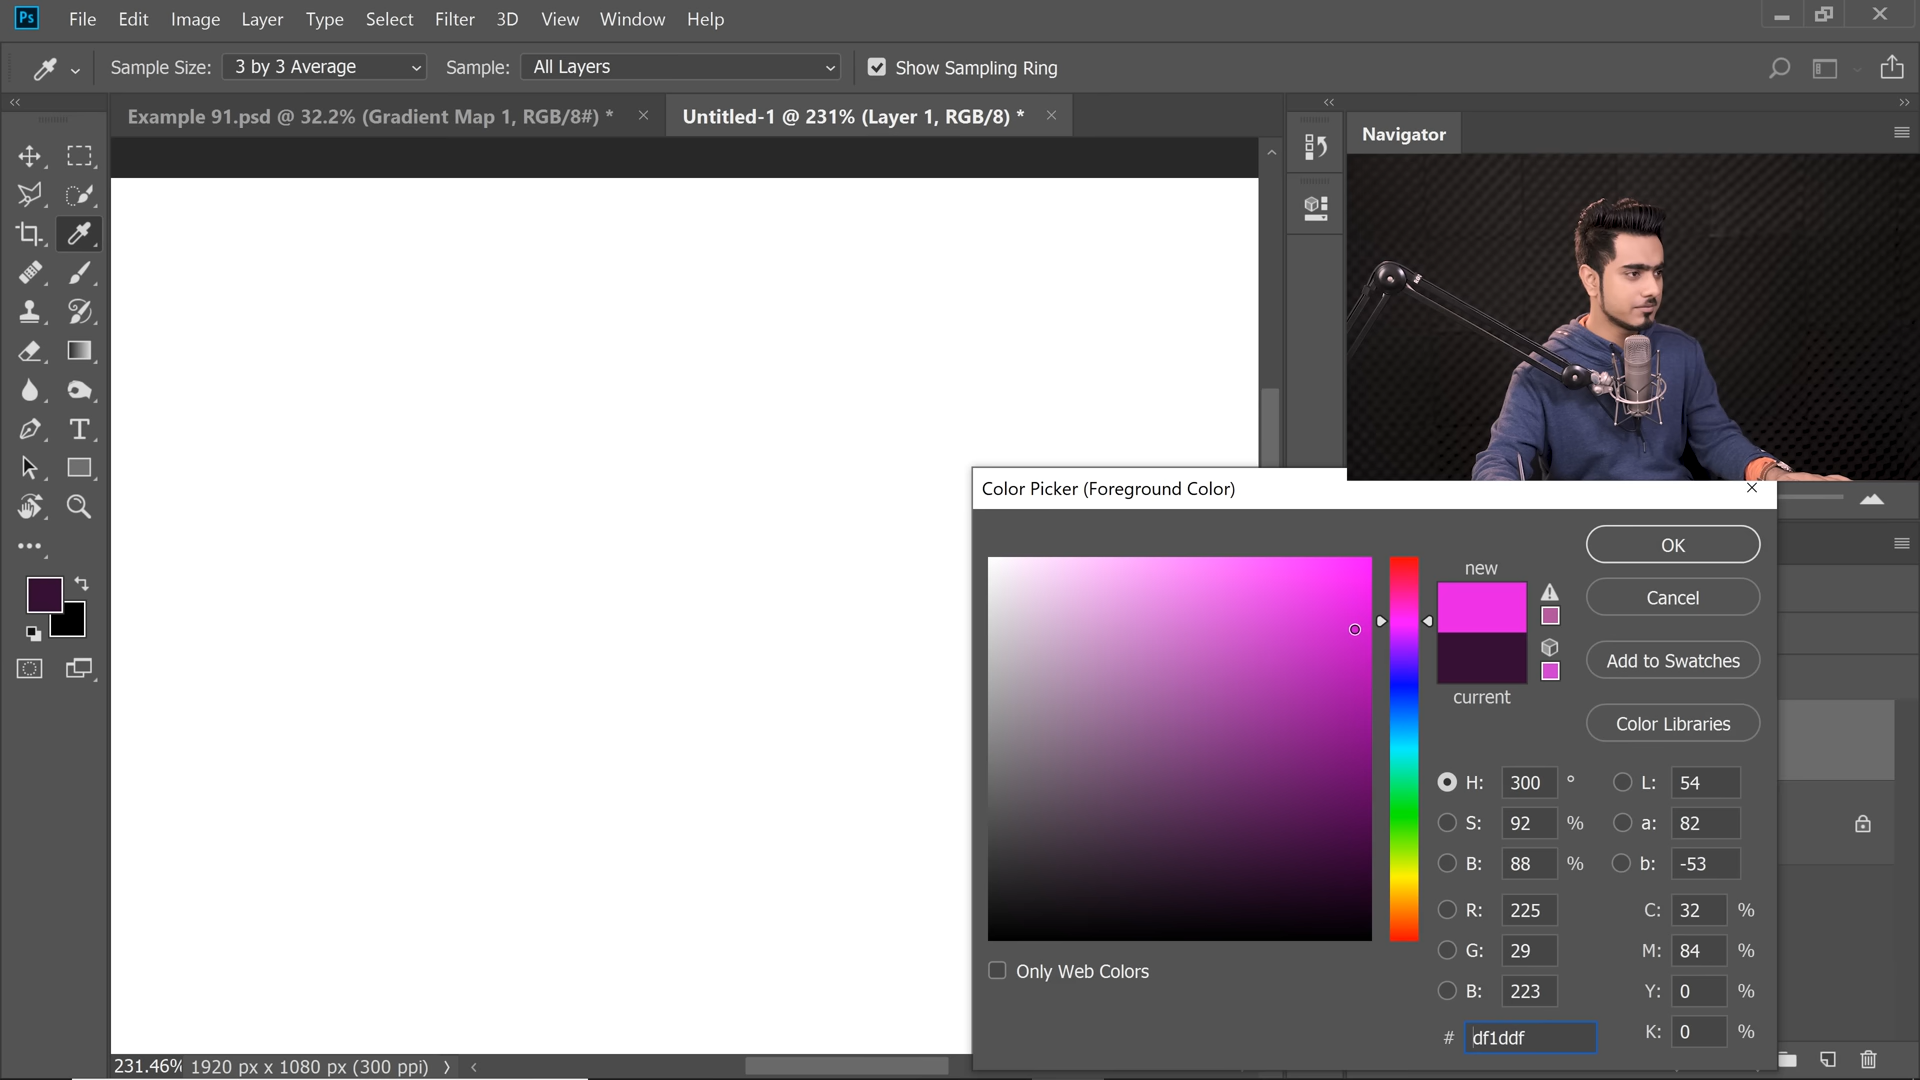 Ps File Edit Image Layer Type Select Filter 3D View Window Help
Sample Size: 3 by 3 Average Sample: All Layers Show Sampling Ring
Example 91.psd @ 32.2% (Gradient Map 1, RGB/8#) * Untitled-1 @ 231% (Layer 1, RGB/8) *
Navigator
Color Picker (Foreground Color)
OK
new
Cancel
Add to Swatches
current
Color Libraries
H: 300 ° L: 54
S: 92 % a: 82
B: 88 % b: -53
R: 225 C: 32 %
G: 29 M: 84 %
Only Web Colors
B: 223 Y: 0 %
# df1ddf K: 0 %
231.46% 1920 px x 1080 px (300 ppi)